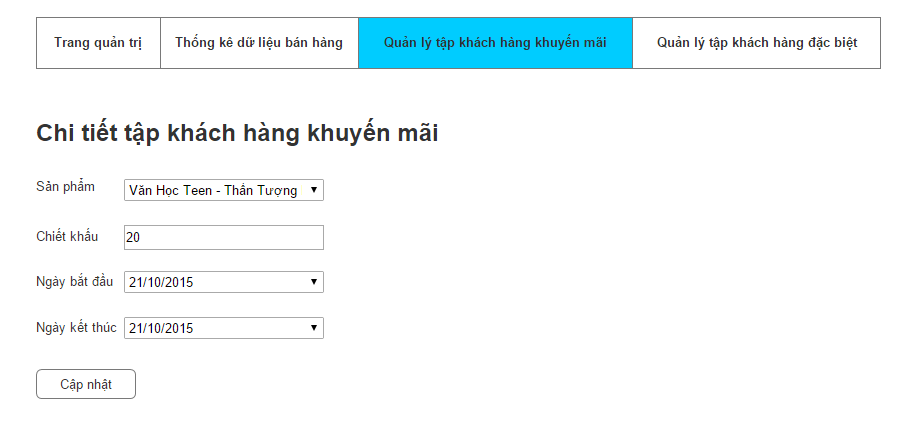 Trang quản trị
Thống kê dữ liệu bán hàng
Quản lý tập khách hàng khuyến mãi
Quản lý tập khách hàng đặc biệt
Chi tiết tập khách hàng khuyến mãi
Sản phẩm
Văn Học Teen - Thần Tượng
Chiết khấu
20
Ngày bắt đầu
21/10/2015
Ngày kết thúc
21/10/2015
Cập nhật